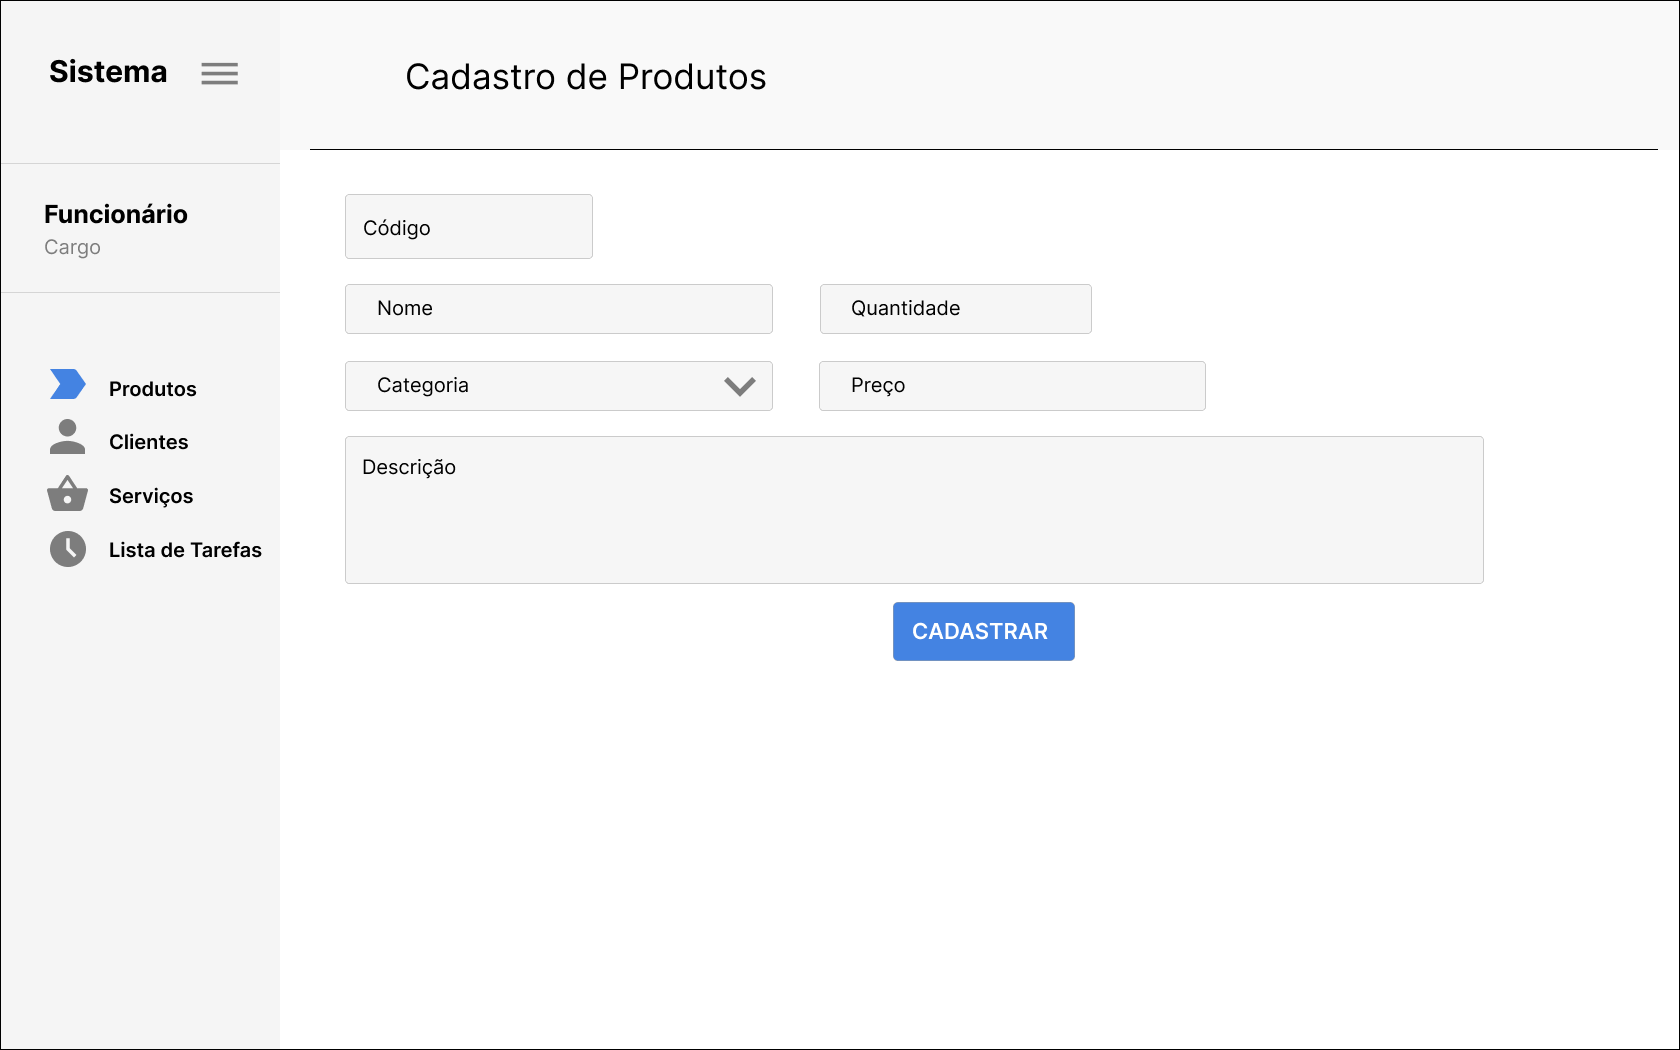 Sistema
Cadastro de Produtos
Funcionário
Cargo
Produtos
Clientes
Serviços
Lista de Tarefas
Código
Nome
Quantidade
Categoria
Preço
Descrição
CADASTRAR